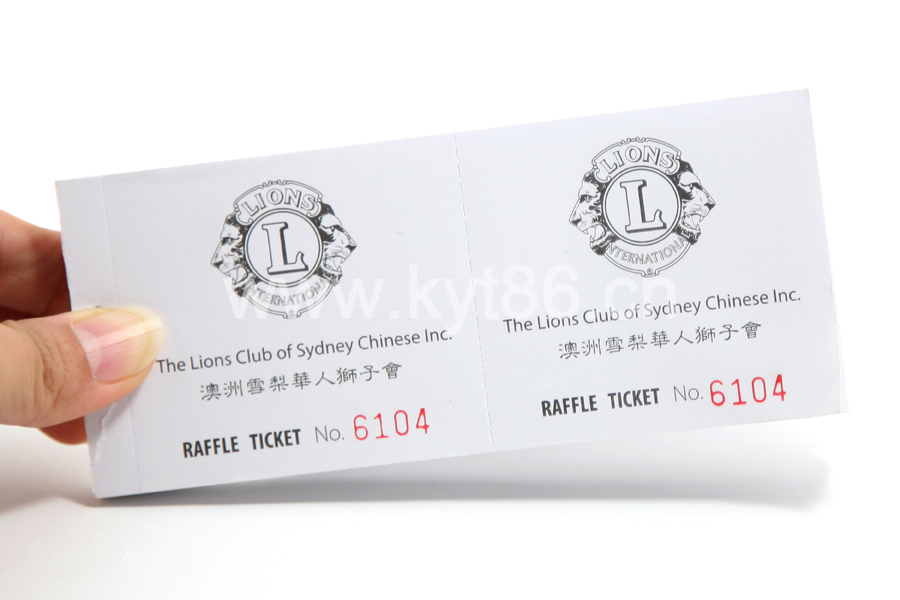 LIONS
L
INTERNATIONAL
The Lions Club of Sydney Chinese Inc.
澳洲雪梨華人獅子會
RAFFLE TICKET No. 6104
LIONS
L
INTERNATIONAL
The Lions Club of Sydney Chinese Inc.
澳洲雪梨華人獅子會
RAFFLE TICKET No. 6104
www.kyt86.cn